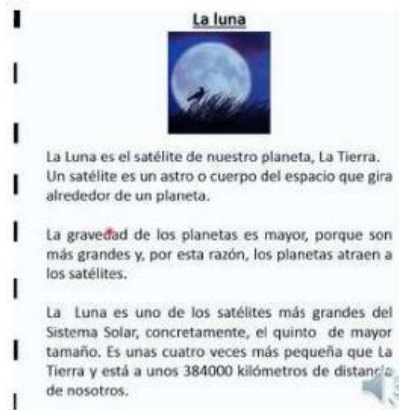 La luna
La Luna es el satélite de nuestro planeta, La Tierra.
Un satélite es un astro o cuerpo del espacio que gira
alrededor de un planeta.
La gravedad de los planetas es mayor, porque son
más grandes y, por esta razón, los planetas atraen a
los satélites.
La Luna es uno de los satélites más grandes del
Sistema Solar, concretamente, el quinto de mayor
tamaño. Es unas cuatro veces más pequeña que La
Tierra y está a unos 384000 kilómetros de distancia
de nosotros.